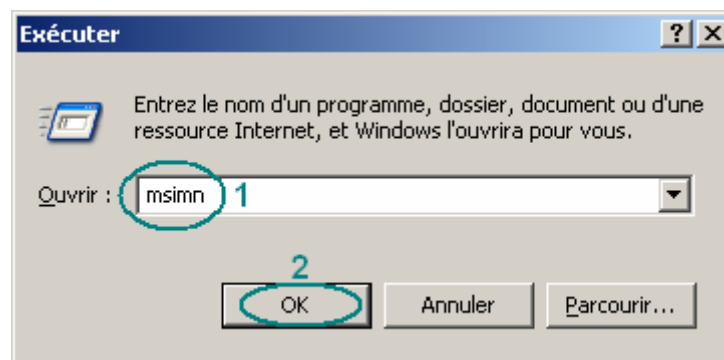 Exécuter
Entrez le nom d'un programme, dossier, document ou d'une
ressource Internet, et Windows l'ouvrira pour vous.
Ouvrir : msimn 1
2
OK Annuler Parcourir...